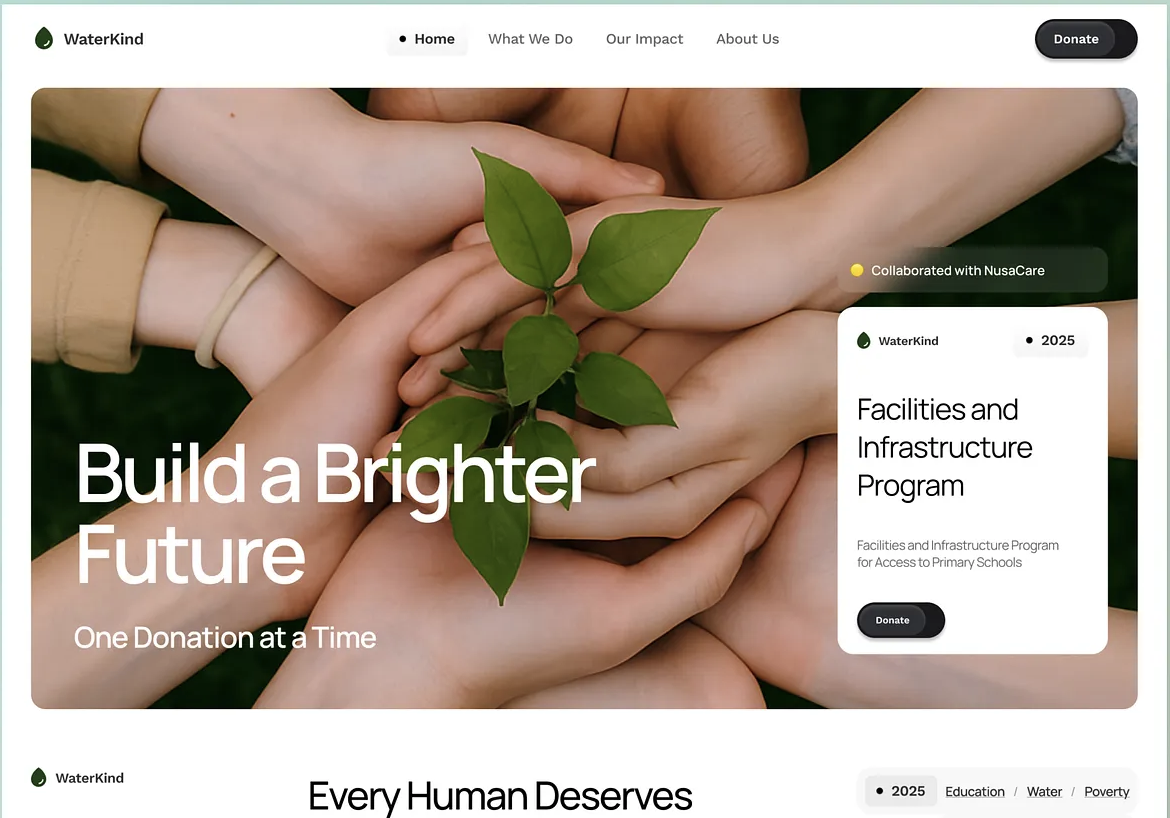 WaterKind
Home
What We Do
Our Impact
About Us
Donate
Collaborated with NusaCare
WaterKind
2025
Facilities and
Infrastructure
Program
Facilities and Infrastructure Program
for Access to Primary Schools
Donate
Build a Brighter
Future
One Donation at a Time
WaterKind
Every Human Deserves
2025
Education / Water / Poverty